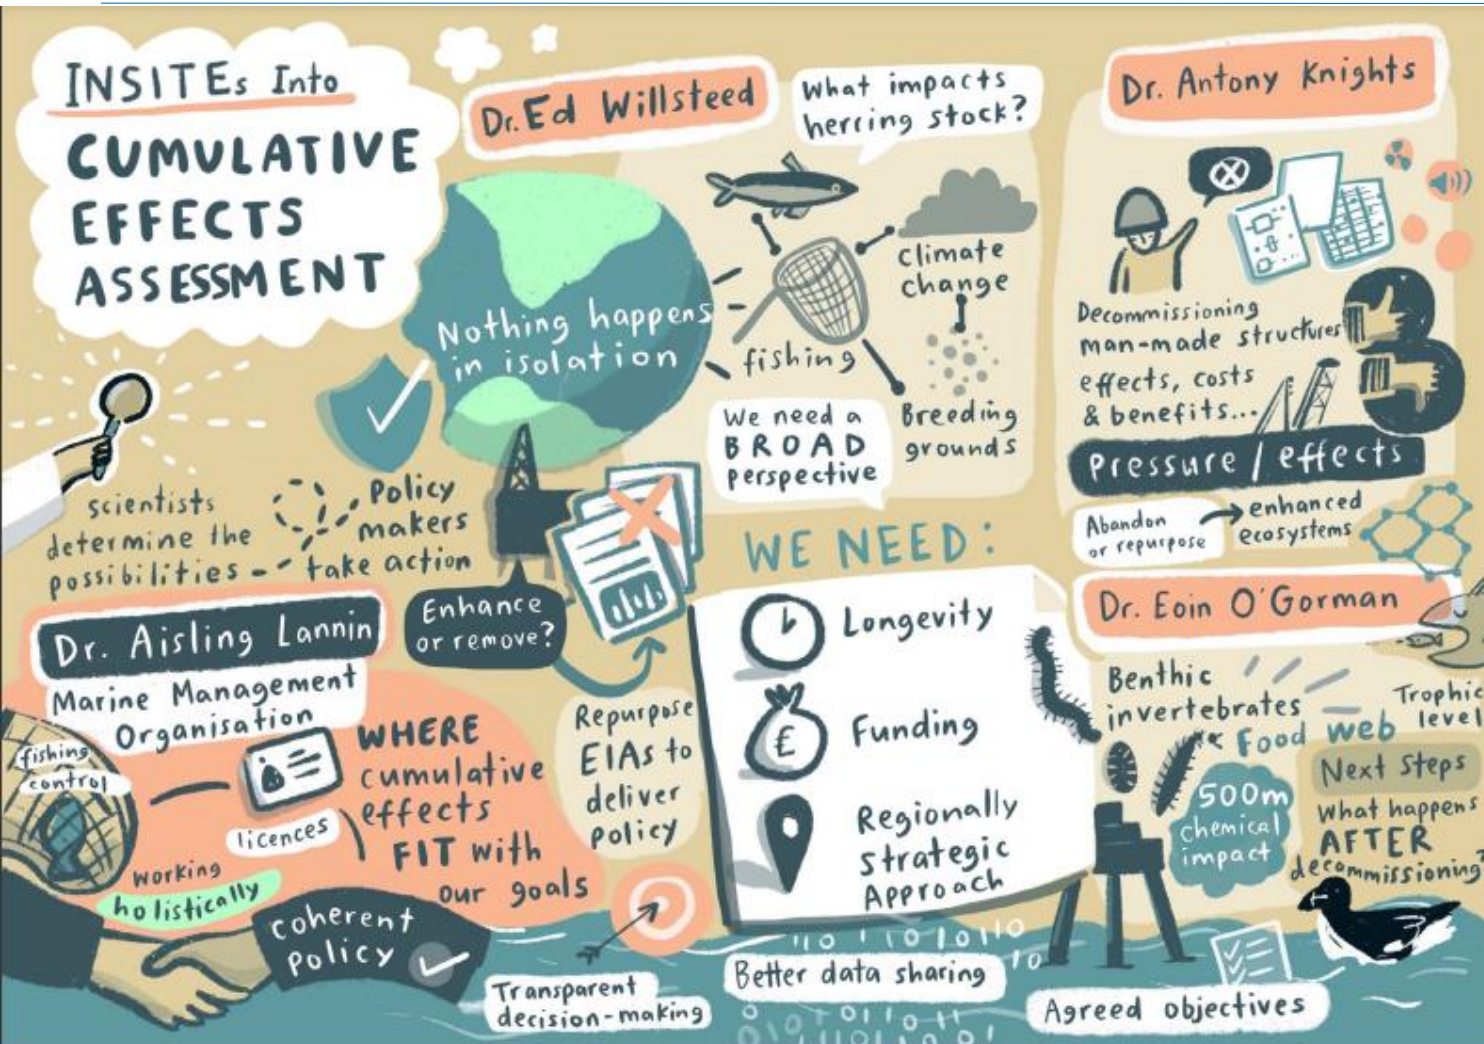 INSITEs Into
CUMULATIVE
EFFECTS
ASSESSMENT
Dr. Ed Willsteed
What impacts
herring stock?
Nothing happens
in isolation
Climate
change
fishing
Breeding
grounds
We need a
BROAD
perspective
Dr. Antony Knights
Decommissioning
man-made structures
effects, costs
& benefits...
Pressure / effects
Abandon
or repurpose
enhanced
ecosystems
scientists
determine the
possibilities
Policy
makers
take action
Enhance
or remove?
Dr. Aisling Lannin
Marine Management
Organisation
fishing
control
licences
WHERE
cumulative
effects
FIT with
our goals
working
holistically
coherent
policy
Repurpose
EIAs to
deliver
policy
WE NEED:
Longevity
£
Funding
Regionally
strategic
Approach
Dr. Eoin O'Gorman
Benthic
invertebrates
Food web
Trophic
level
500m
chemical
impact
Next steps
What happens
AFTER
decommissioning?
Transparent
decision-making
110 1 10 10110
10
Better data sharing
Agreed objectives